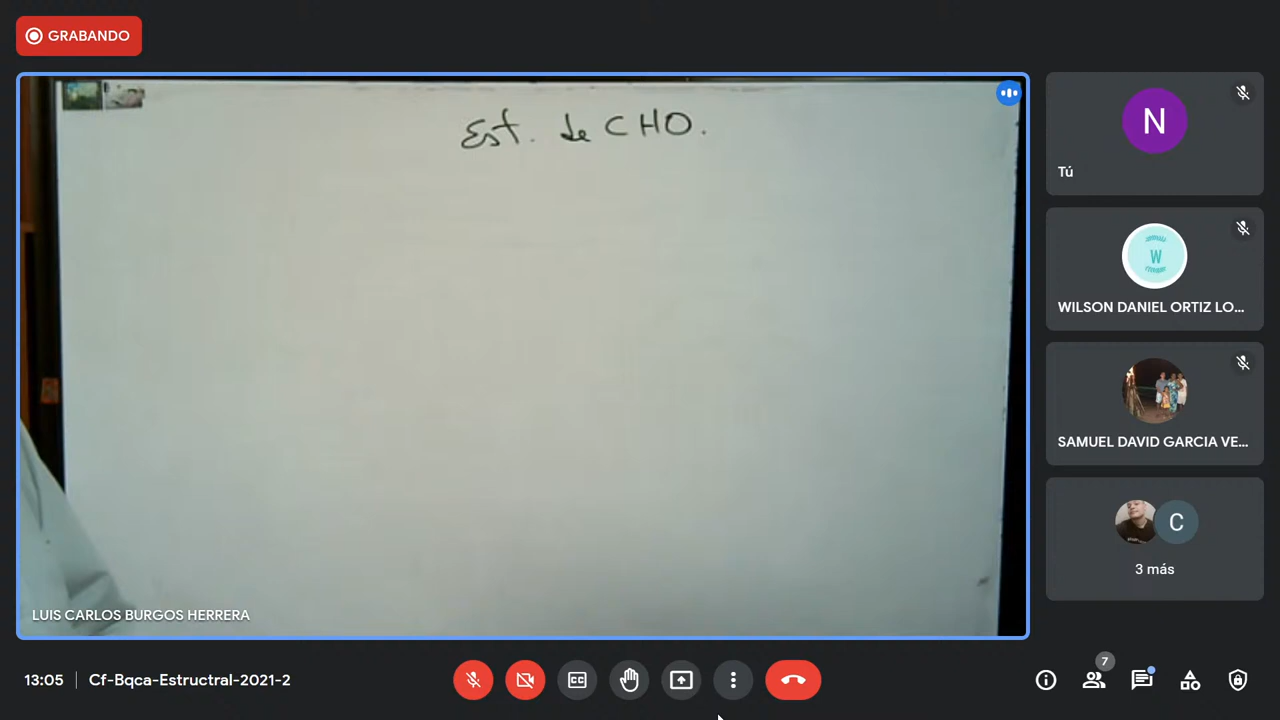 GRABANDO
Est. de CHO.
LUIS CARLOS BURGOS HERRERA
N
Tú
W
WILSON DANIEL ORTIZ LO...
SAMUEL DAVID GARCIA VE...
C
3 más
13:05
Cf-Bqca-Estructral-2021-2
CC
7